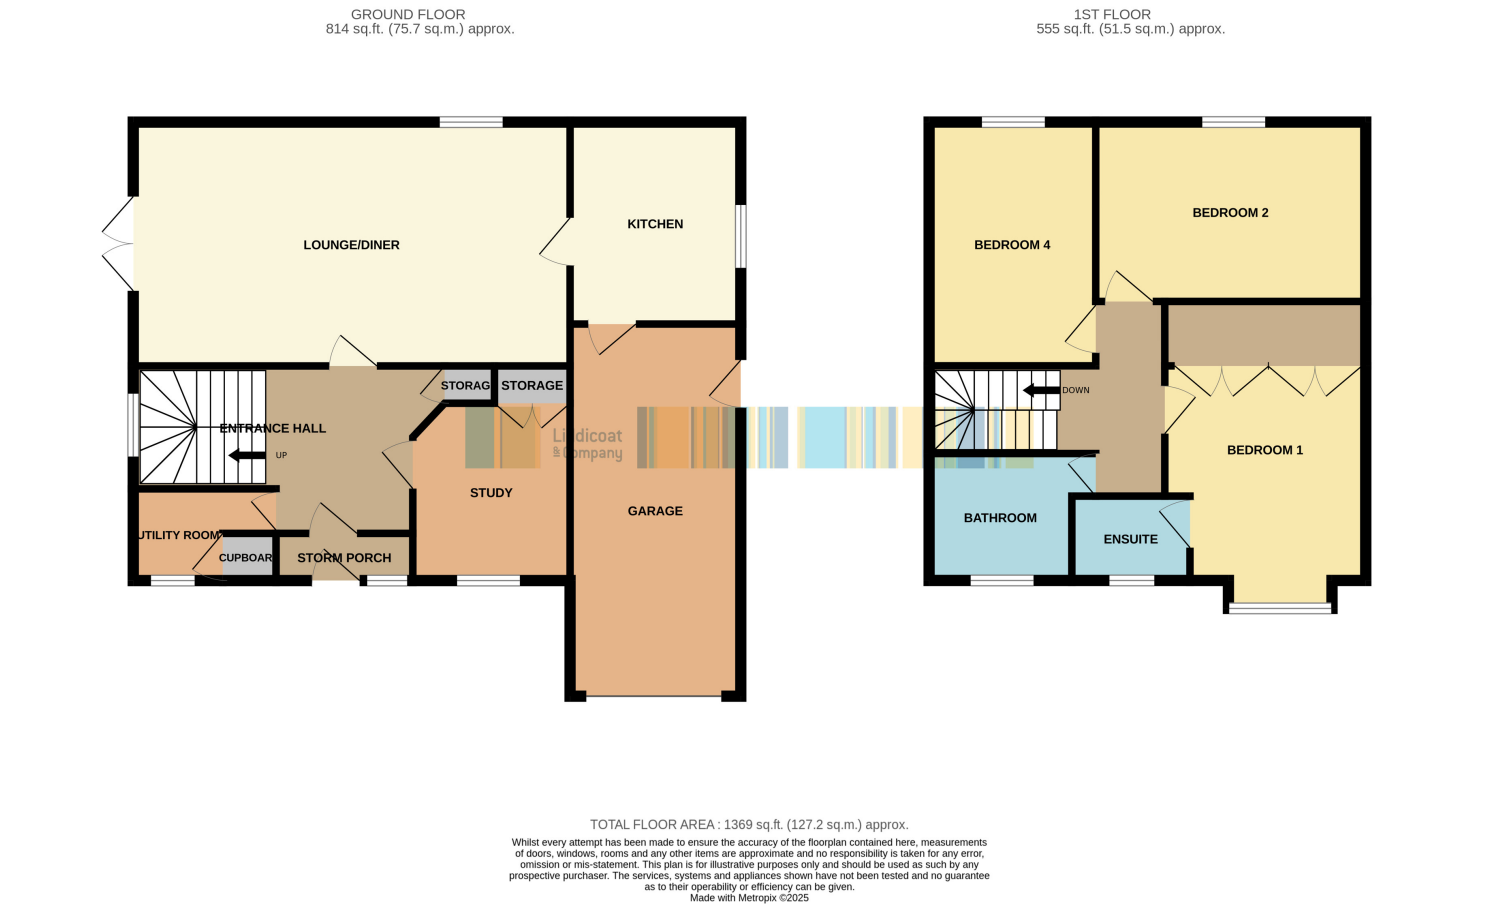 GROUND FLOOR
814 sq.ft. (75.7 sq.m.) approx.
1ST FLOOR
555 sq.ft. (51.5 sq.m.) approx.
LOUNGE/DINER
KITCHEN
STORAG
STORAGE
ENTRANCE HALL
UP
STUDY
GARAGE
UTILITY ROOM
CUPBOAR
STORM PORCH
Liddicoat
& Company
BEDROOM 4
BEDROOM 2
DOWN
BEDROOM 1
BATHROOM
ENSUITE
TOTAL FLOOR AREA : 1369 sq.ft. (127.2 sq.m.) approx.
Whilst every attempt has been made to ensure the accuracy of the floorplan contained here, measurements
of doors, windows, rooms and any other items are approximate and no responsibility is taken for any error,
omission or mis-statement. This plan is for illustrative purposes only and should be used as such by any
prospective purchaser. The services, systems and appliances shown have not been tested and no guarantee
as to their operability or efficiency can be given.
Made with Metropix ©2025